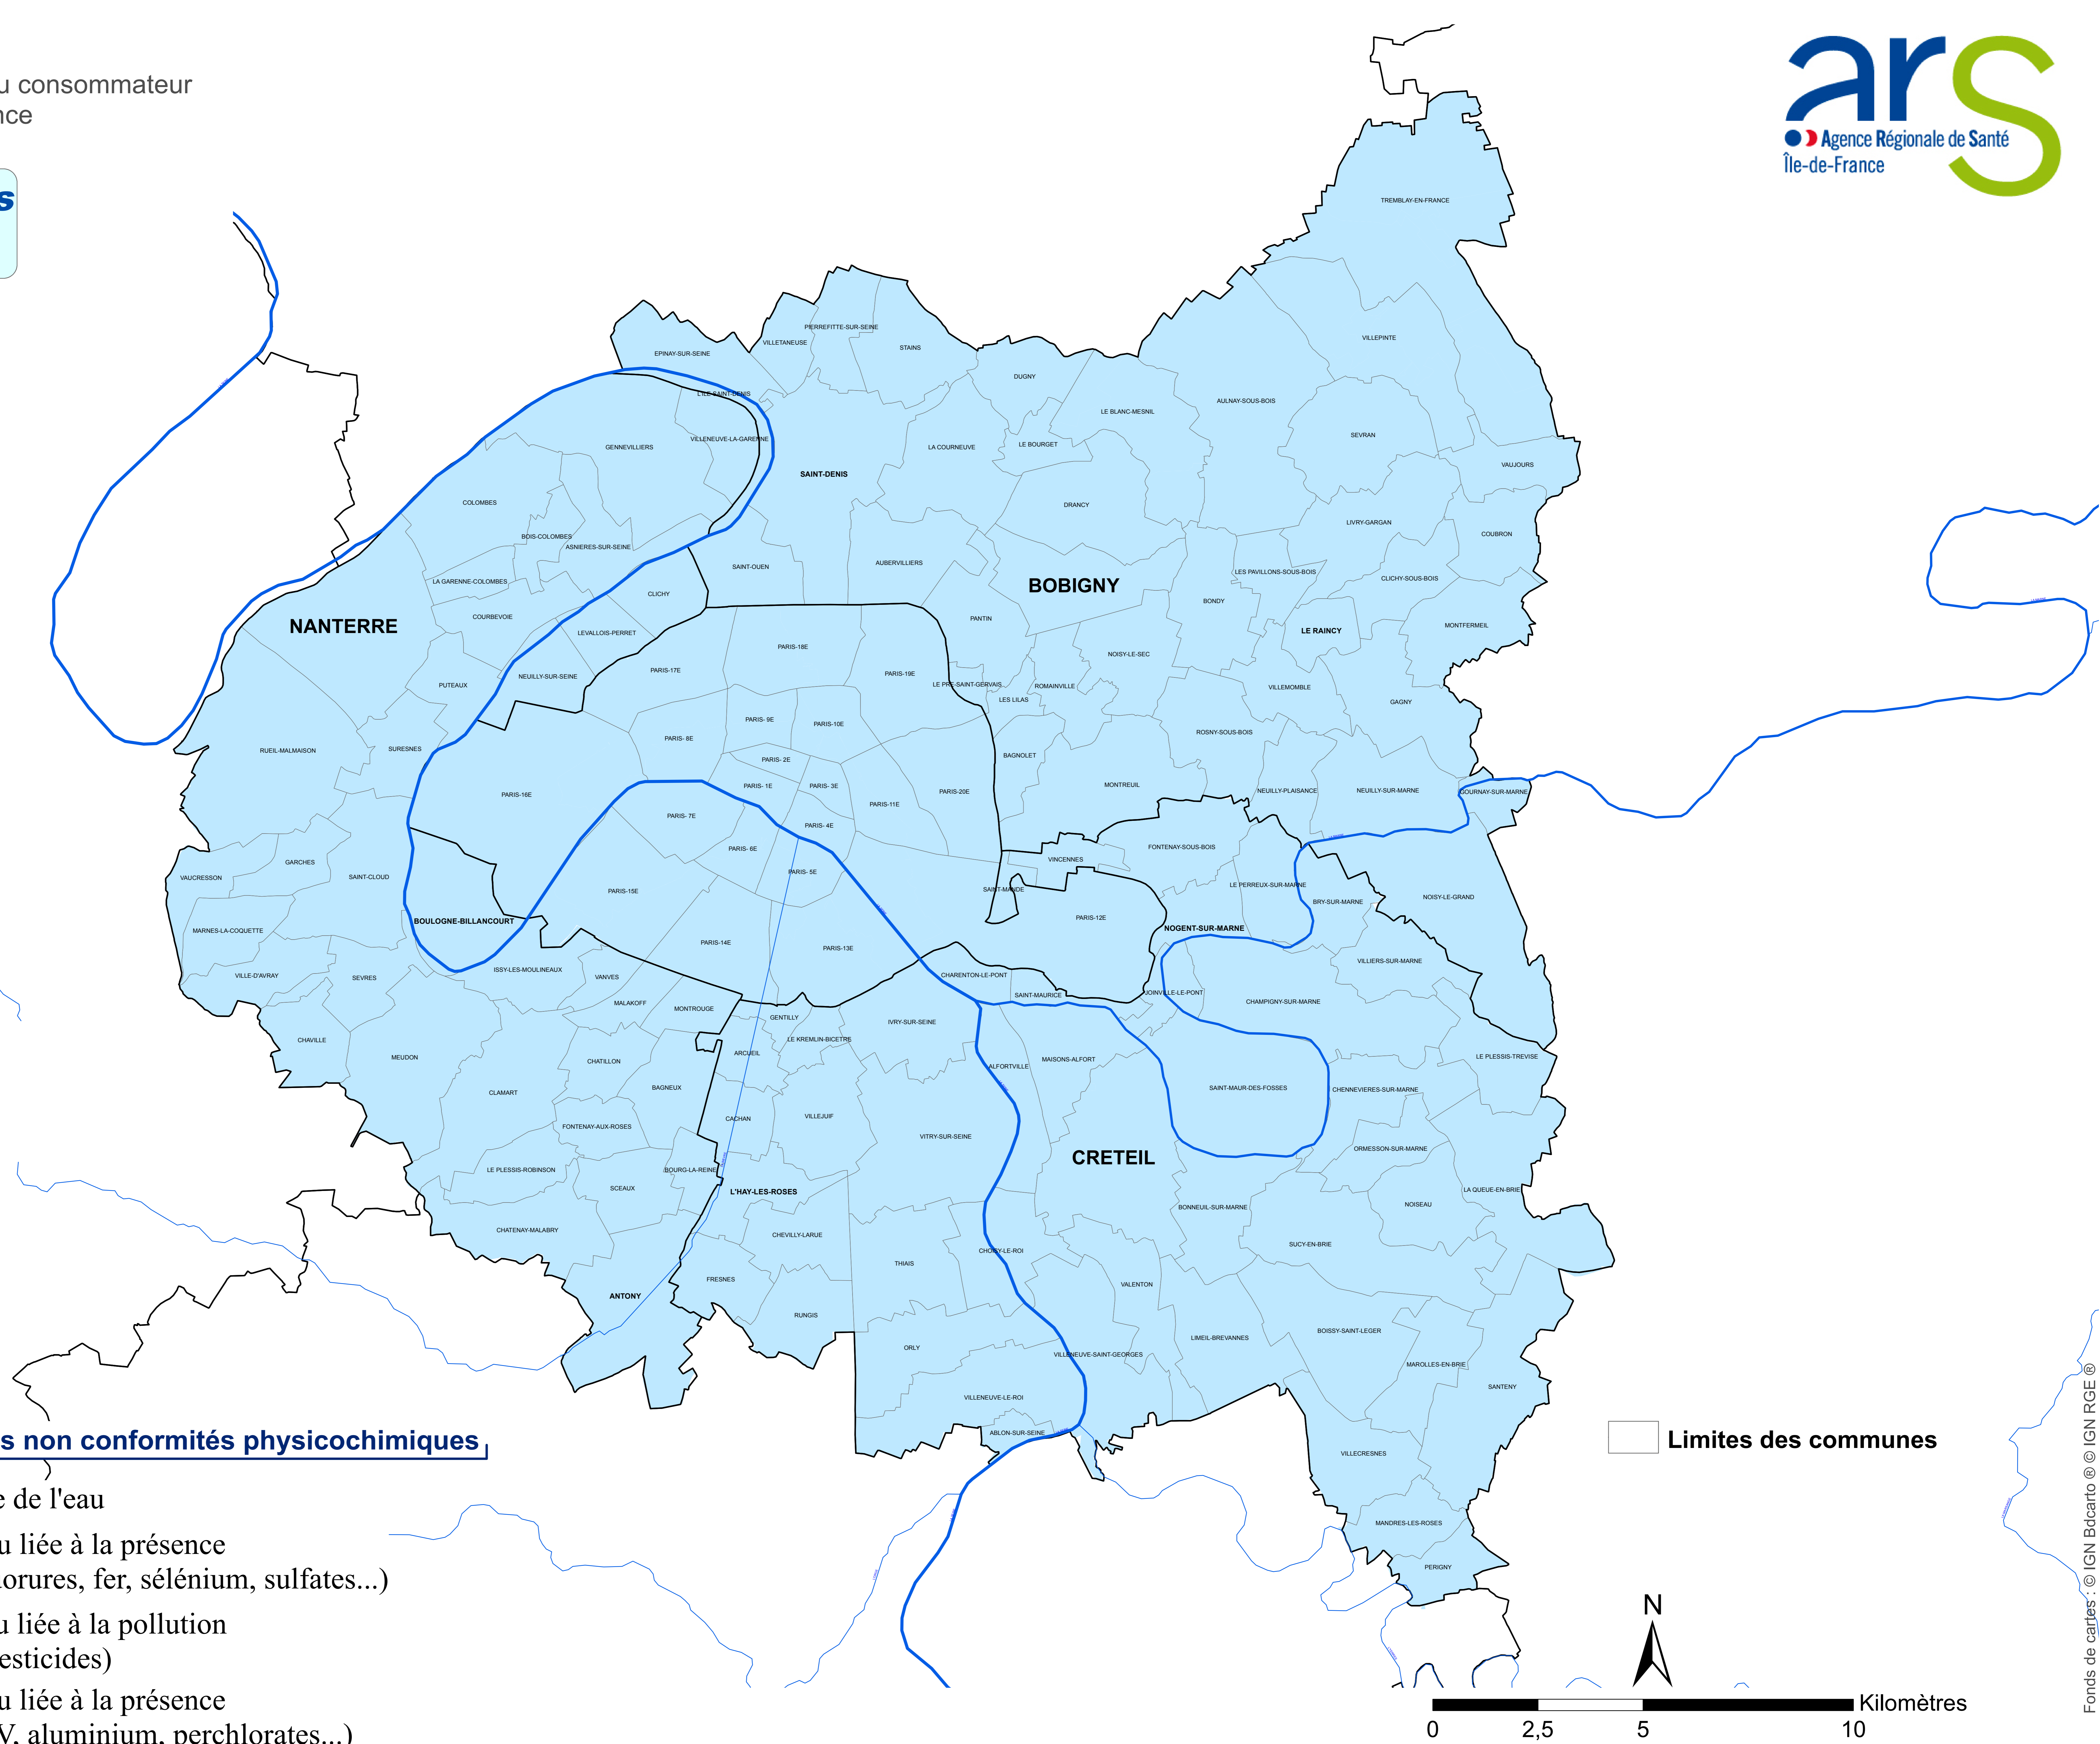 u consommateur
nce
s
ars
Agence Régionale de Santé
Île-de-France
TREMBLAY-EN-FRANCE
VILLEPINTE
PIERREFITTE-SUR-SEINE
VILLETANEUSE
STAINS
EPINAY-SUR-SEINE
DUGNY
L'ILE-SAINT-DENIS
AULNAY-SOUS-BOIS
LE BLANC-MESNIL
SEVRAN
VILLENEUVE-LA-GARENNE
GENNEVILLIERS
LA COURNEUVE
LE BOURGET
VAUJOURS
SAINT-DENIS
COLOMBES
DRANCY
LIVRY-GARGAN
COUBRON
BOIS-COLOMBES
ASNIERES-SUR-SEINE
AUBERVILLIERS
SAINT-OUEN
LES PAVILLONS-SOUS-BOIS
CLICHY-SOUS-BOIS
LA GARENNE-COLOMBES
BOBIGNY
CLICHY
BONDY
COURBEVOIE
PANTIN
NANTERRE
MONTFERMEIL
LEVALLOIS-PERRET
LE RAINCY
PARIS-18E
NOISY-LE-SEC
PARIS-17E
PARIS-19E
NEUILLY-SUR-SEINE
PUTEAUX
LE PRE-SAINT-GERVAIS
ROMAINVILLE
VILLEMOMBLE
LES LILAS
GAGNY
PARIS- 9E
PARIS-10E
ROSNY-SOUS-BOIS
PARIS- 8E
RUEIL-MALMAISON
SURESNES
BAGNOLET
PARIS- 2E
PARIS- 1E
PARIS- 3E
MONTREUIL
NEUILLY-PLAISANCE
NEUILLY-SUR-MARNE
GOURNAY-SUR-MARNE
PARIS-16E
PARIS-20E
PARIS-11E
PARIS- 7E
PARIS- 4E
PARIS- 6E
FONTENAY-SOUS-BOIS
VINCENNES
GARCHES
PARIS- 5E
VAUCRESSON
SAINT-CLOUD
LE PERREUX-SUR-MARNE
PARIS-15E
SAINT-MANDE
NOISY-LE-GRAND
BRY-SUR-MARNE
PARIS-12E
BOULOGNE-BILLANCOURT
NOGENT-SUR-MARNE
MARNES-LA-COQUETTE
PARIS-14E
PARIS-13E
VILLIERS-SUR-MARNE
ISSY-LES-MOULINEAUX
VILLE-D'AVRAY
SEVRES
VANVES
CHARENTON-LE-PONT
JOINVILLE-LE-PONT
SAINT-MAURICE
CHAMPIGNY-SUR-MARNE
MALAKOFF
MONTROUGE
GENTILLY
IVRY-SUR-SEINE
CHAVILLE
LE KREMLIN-BICETRE
ARCUEIL
MEUDON
LE PLESSIS-TREVISE
MAISONS-ALFORT
CHATILLON
ALFORTVILLE
BAGNEUX
SAINT-MAUR-DES-FOSSES
CHENNEVIERES-SUR-MARNE
CLAMART
VILLEJUIF
CACHAN
FONTENAY-AUX-ROSES
VITRY-SUR-SEINE
ORMESSON-SUR-MARNE
CRETEIL
LE PLESSIS-ROBINSON
BOURG-LA-REINE
SCEAUX
L'HAY-LES-ROSES
LA QUEUE-EN-BRIE
NOISEAU
BONNEUIL-SUR-MARNE
CHATENAY-MALABRY
CHEVILLY-LARUE
SUCY-EN-BRIE
CHOISY-LE-ROI
THIAIS
FRESNES
VALENTON
ANTONY
RUNGIS
BOISSY-SAINT-LEGER
LIMEIL-BREVANNES
ORLY
VILLENEUVE-SAINT-GEORGES
MAROLLES-EN-BRIE
SANTENY
VILLENEUVE-LE-ROI
ABLON-SUR-SEINE
VILLECRESNES
MANDRES-LES-ROSES
PERIGNY
s non conformités physicochimiques
e de l'eau
u liée à la présence
orures, fer, sélénium, sulfates...)
u liée à la pollution
esticides)
u liée à la présence
V, aluminium, perchlorates...)
Limites des communes
N
Kilomètres
0 2,5 5 10
Fonds de cartes : © IGN Bdcarto ® © IGN RGE ®